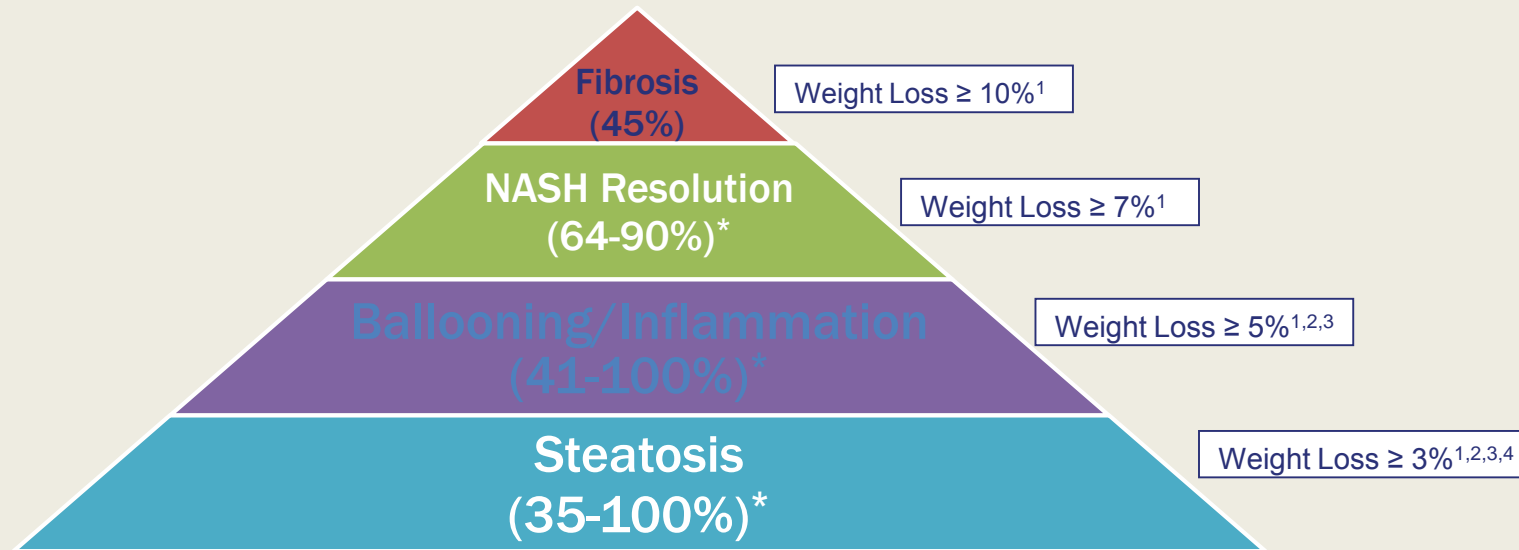 Fibrosis
(45%)
Weight Loss ≥ 10%¹
NASH Resolution
(64-90%)*
Weight Loss ≥ 7%¹
Ballooning/Inflammation
(41-100%)*
Weight Loss ≥ 5%¹,²,³
Steatosis
(35-100%)*
Weight Loss ≥ 3%¹,²,³,⁴